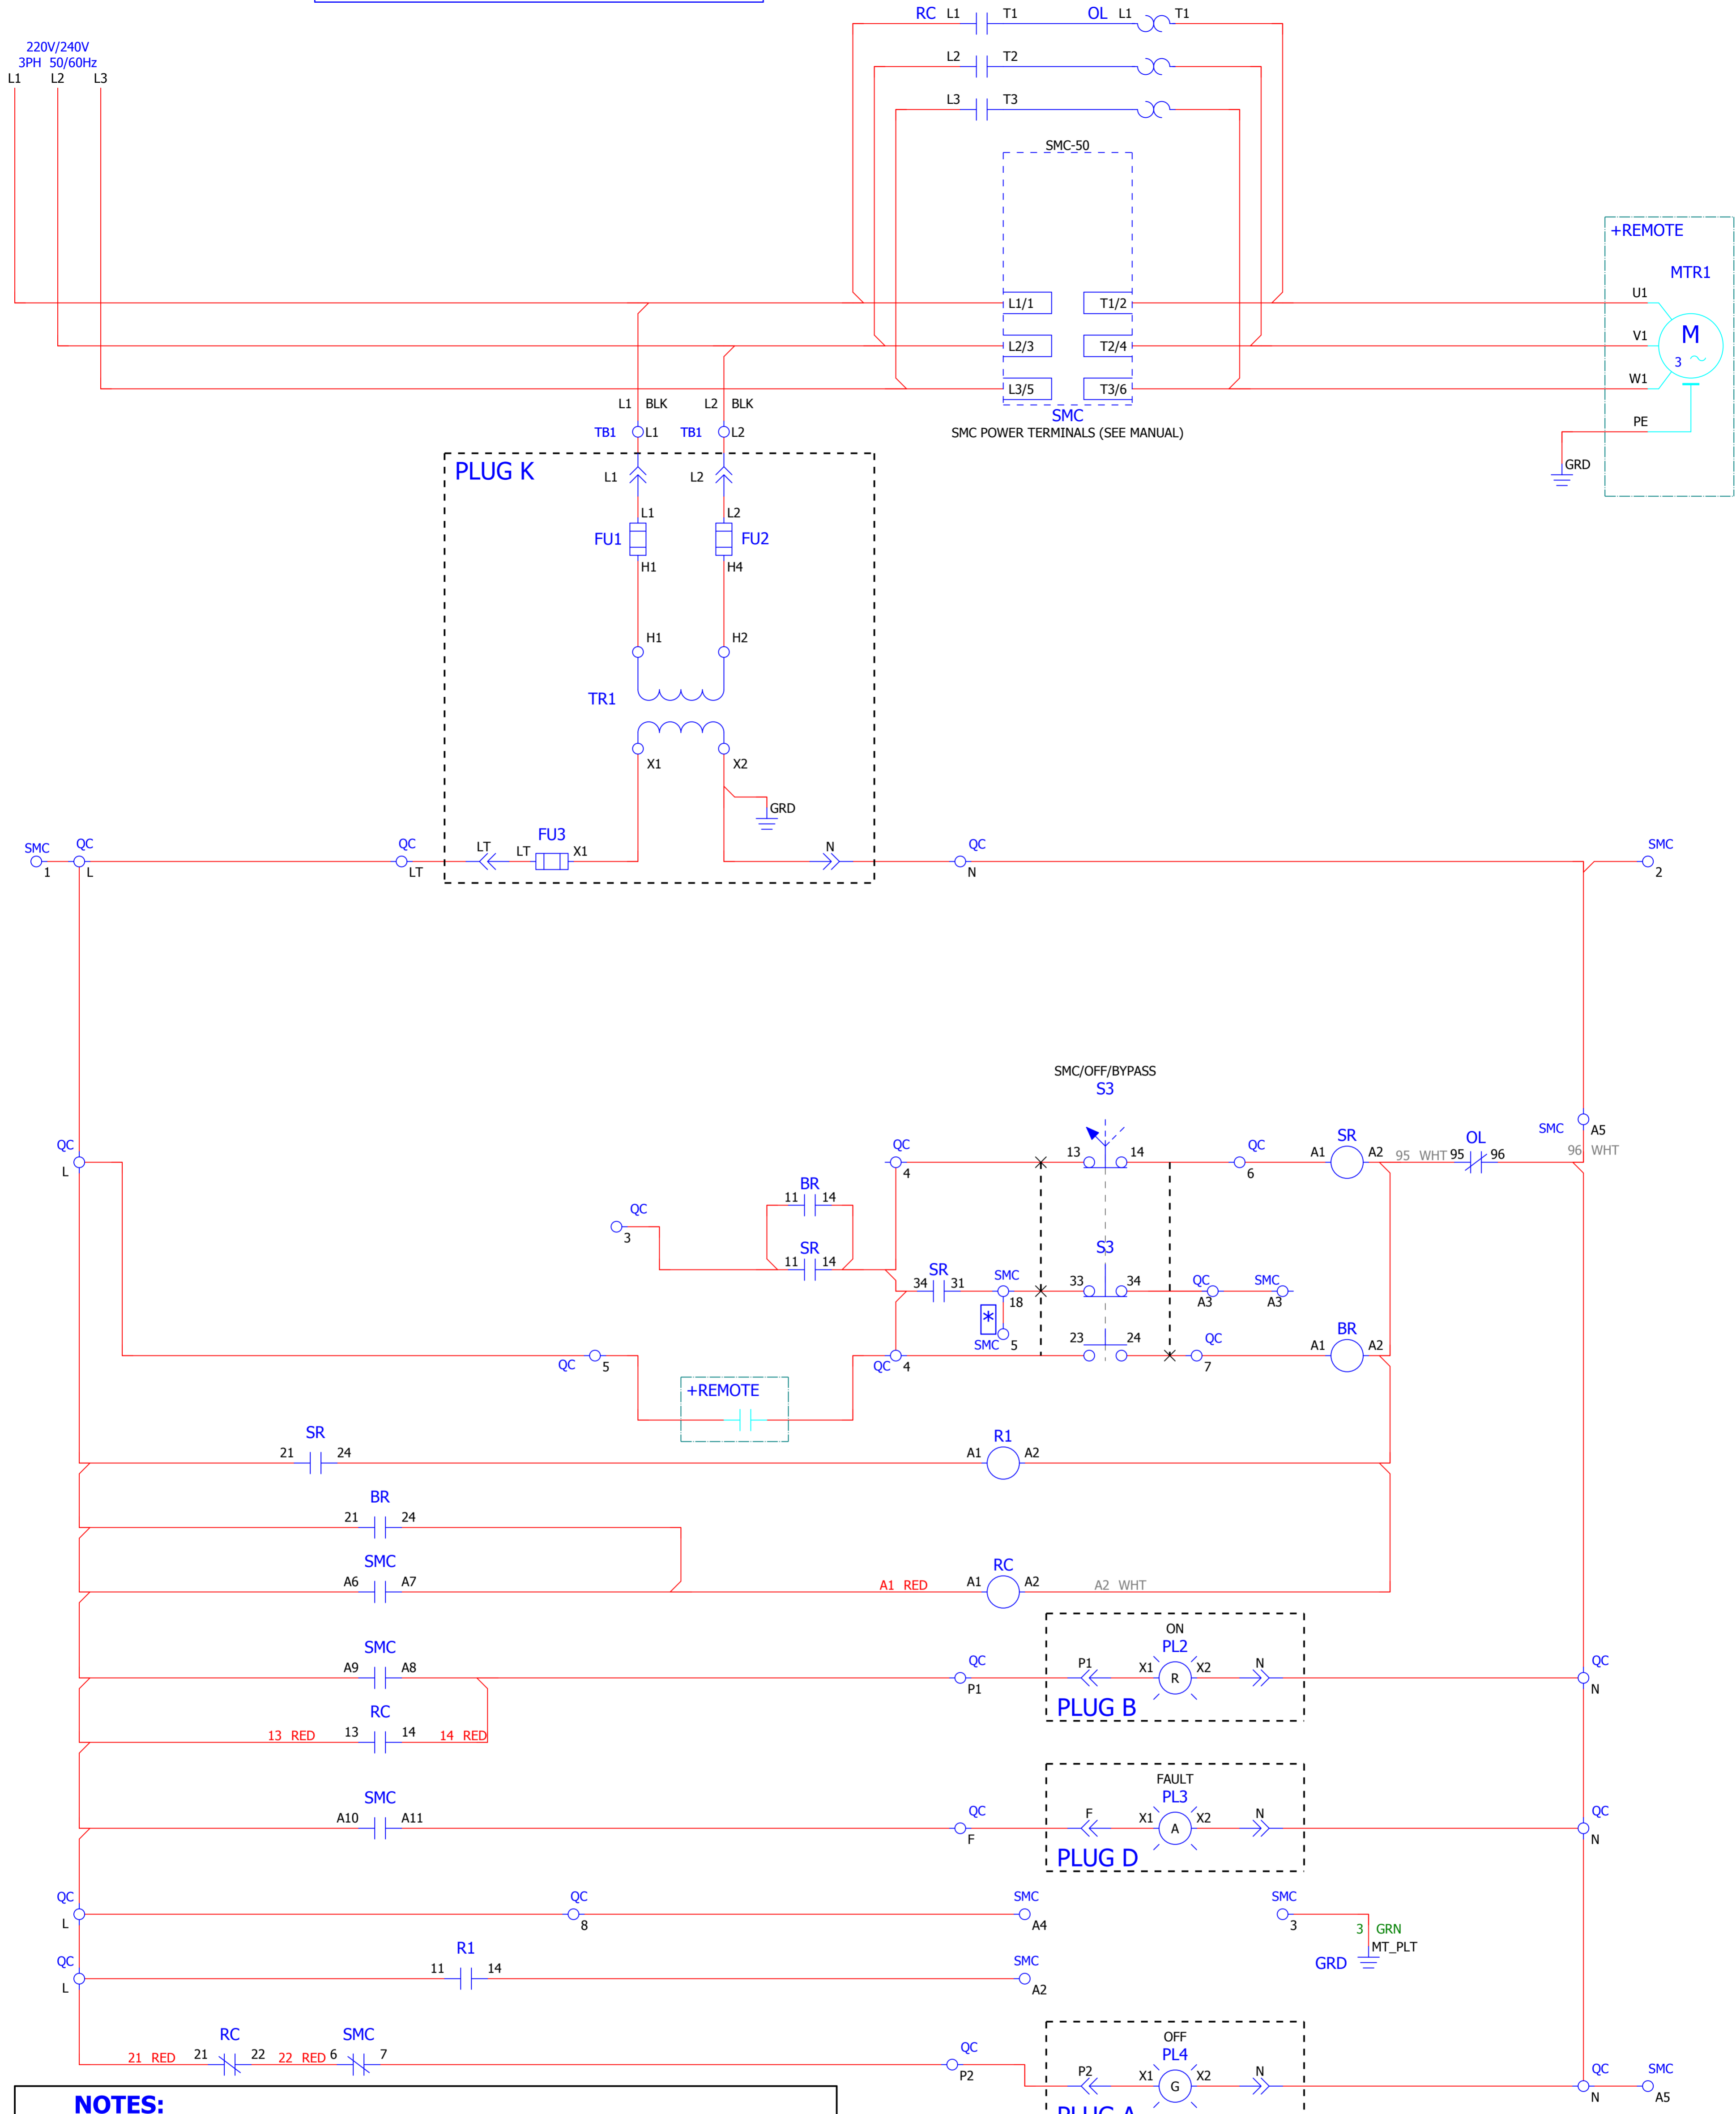 RC L1 T1 OL L1 T1
220V/240V
3PH 50/60Hz
L1 L2 L3
L2 T2
L3 T3
SMC-50
+REMOTE
MTR1
L1/1 T1/2 U1
L2/3 T2/4 V1
M
3
L3/5 T3/6 W1
SMC
SMC POWER TERMINALS (SEE MANUAL)
PE
GRD
L1 BLK L2 BLK
TB1 L1 TB1 L2
PLUG K
L1 L2
L1 L2
FU1 FU2
H1 H4
H1 H2
TR1
X1 X2
GRD
SMC QC QC FU3 QC SMC
LT LT X1 N
1 L LT N 2
SMC/OFF/BYPASS
S3
SMC A5
QC QC 13 14 QC SR OL
A1 A2 95 WHT 95 96 96 WHT
L 4 6
BR
11 14
QC
3
SR S3
11 14
SR SMC QC SMC
34 31 33 34
18 A3 A3
*
SMC 5 23 24 QC BR
A1 A2
QC 5 QC 4 7
+REMOTE
SR R1
21 24 A1 A2
BR
21 24
SMC RC
A6 A7 A1 RED A1 A2 A2 WHT
ON
SMC PL2
A9 A8 QC P1 X1 R X2 N QC
P1 N
PLUG B
RC
13 RED 13 14 14 RED
FAULT
SMC PL3
A10 A11 QC F X1 A X2 N QC
F N
PLUG D
QC QC SMC SMC
L 8 A4 3
3 GRN
MT_PLT
GRD
QC R1 SMC
11 14
L A2
OFF
RC SMC QC PL4
21 RED 21 22 22 RED 6 7 P2 P2 X1 G X2 N QC SMC
N A5
PLUG A
NOTES: